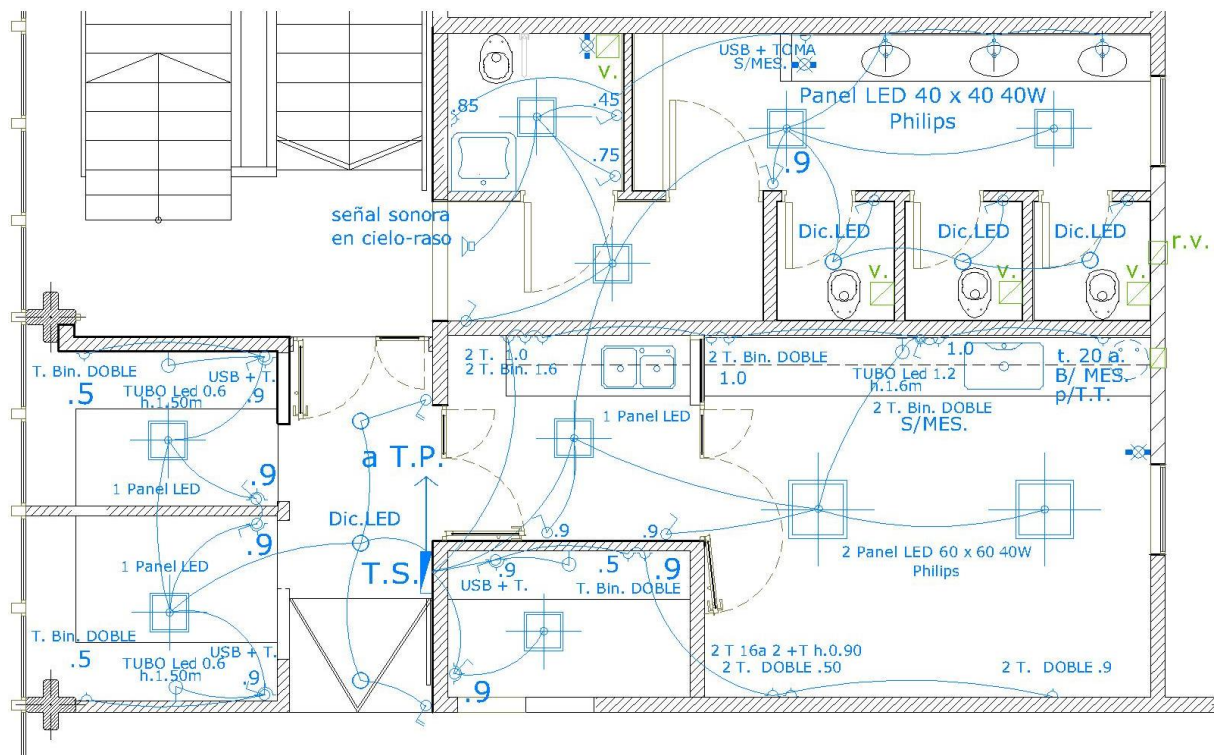 USB + TOMA
S/MES.
v.
.85
.45
Panel LED 40 x 40 40W
Philips
.75
.9
señal sonora
en cielo-raso
Dic.LED
Dic.LED
Dic.LED
r.v.
v.
v.
v.
2 T. 1.0
2 T. Bin. 1.6
2 T. Bin. DOBLE
1.0
1.0
TUBO Led 1.2
h.1.6m
t. 20 a.
B/ MES.
p/T.T.
T. Bin. DOBLE
.5
TUBO Led 0.6
h.1.50m
USB + T.
.9
2 T. Bin. DOBLE
S/MES.
1 Panel LED
a T.P.
.9
1 Panel LED
Dic.LED
.9
.9
.9
1 Panel LED
T.S.
.9
USB + T.
.5
.9
T. Bin. DOBLE
2 Panel LED 60 x 60 40W
Philips
T. Bin. DOBLE
.5
TUBO Led 0.6
h.1.50m
USB + T.
.9
.9
2 T 16a 2 +T h.0.90
2 T. DOBLE .50
2 T. DOBLE .9